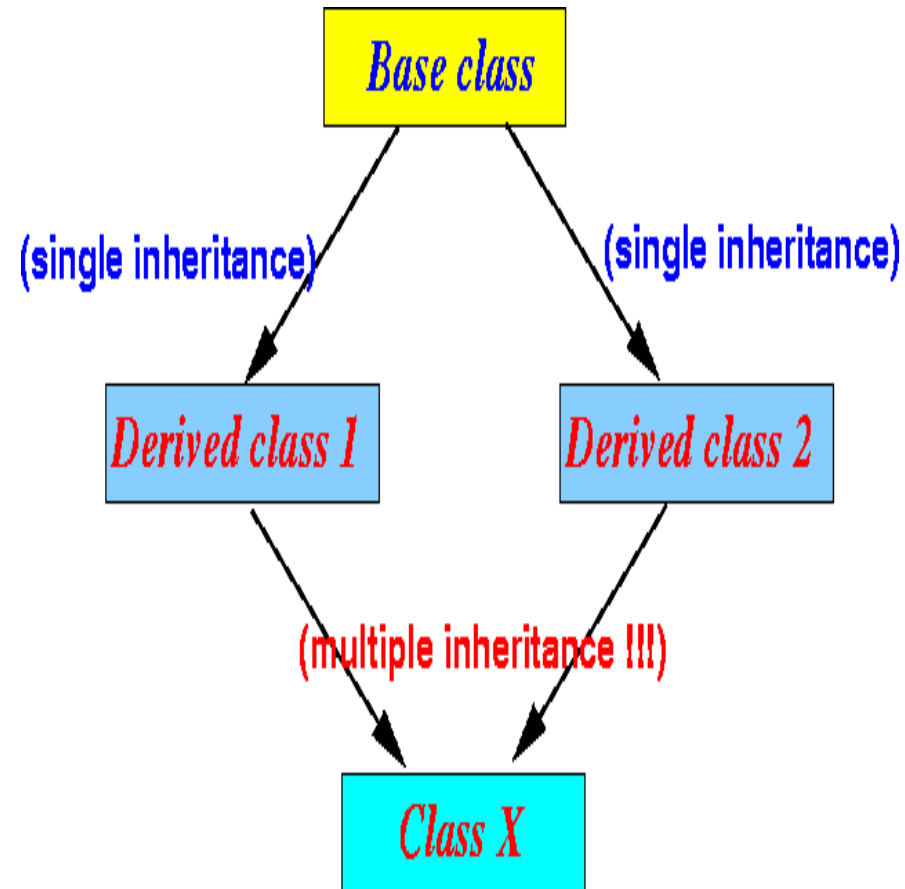 Base class
(single inheritance)
(single inheritance)
Derived class 1
Derived class 2
(multiple inheritance !!!)
Class X